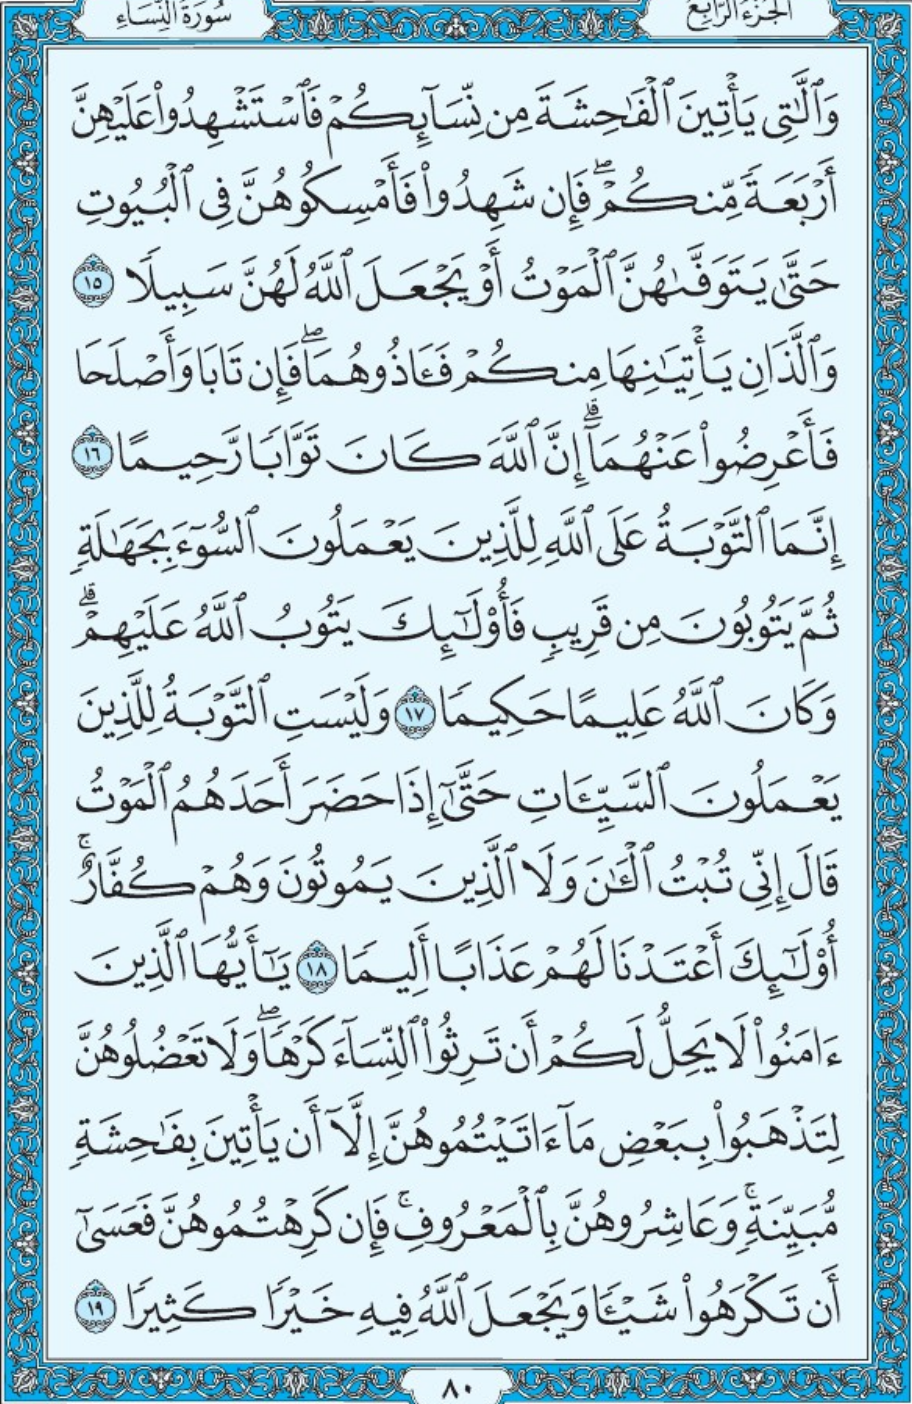 سُورَةُ النِّسَاءِ
الجُزْءُ الرَّابِعُ
وَٱلَّٰتِى يَأۡتِينَ ٱلۡفَٰحِشَةَ مِن نِّسَآئِكُمۡ فَٱسۡتَشۡهِدُواْ عَلَيۡهِنَّ
أَرۡبَعَةٗ مِّنكُمۡۖ فَإِن شَهِدُواْ فَأَمۡسِكُوهُنَّ فِى ٱلۡبُيُوتِ
حَتَّىٰ يَتَوَفَّىٰهُنَّ ٱلۡمَوۡتُ أَوۡ يَجۡعَلَ ٱللَّهُ لَهُنَّ سَبِيلٗا ١٥
وَٱلَّذَانِ يَأۡتِيَٰنِهَا مِنكُمۡ فَـَٔاذُوهُمَاۖ فَإِن تَابَا وَأَصۡلَحَا
فَأَعۡرِضُواْ عَنۡهُمَآۗ إِنَّ ٱللَّهَ كَانَ تَوَّابٗا رَّحِيمًا ١٦
إِنَّمَا ٱلتَّوۡبَةُ عَلَى ٱللَّهِ لِلَّذِينَ يَعۡمَلُونَ ٱلسُّوٓءَ بِجَهَٰلَةٖ
ثُمَّ يَتُوبُونَ مِن قَرِيبٖ فَأُوْلَٰٓئِكَ يَتُوبُ ٱللَّهُ عَلَيۡهِمۡۗ
وَكَانَ ٱللَّهُ عَلِيمًا حَكِيمٗا ١٧ وَلَيۡسَتِ ٱلتَّوۡبَةُ لِلَّذِينَ
يَعۡمَلُونَ ٱلسَّيِّـَٔاتِ حَتَّىٰٓ إِذَا حَضَرَ أَحَدَهُمُ ٱلۡمَوۡتُ
قَالَ إِنِّى تُبۡتُ ٱلۡـَٰٔنَ وَلَا ٱلَّذِينَ يَمُوتُونَ وَهُمۡ كُفَّارٌۚ
أُوْلَٰٓئِكَ أَعۡتَدۡنَا لَهُمۡ عَذَابًا أَلِيمٗا ١٨ يَٰٓأَيُّهَا ٱلَّذِينَ
ءَامَنُواْ لَا يَحِلُّ لَكُمۡ أَن تَرِثُواْ ٱلنِّسَآءَ كَرۡهٗاۖ وَلَا تَعۡضُلُوهُنَّ
لِتَذۡهَبُواْ بِبَعۡضِ مَآ ءَاتَيۡتُمُوهُنَّ إِلَّآ أَن يَأۡتِينَ بِفَٰحِشَةٖ
مُّبَيِّنَةٖۚ وَعَاشِرُوهُنَّ بِٱلۡمَعۡرُوفِۚ فَإِن كَرِهۡتُمُوهُنَّ فَعَسَىٰٓ
أَن تَكۡرَهُواْ شَيۡـٔٗا وَيَجۡعَلَ ٱللَّهُ فِيهِ خَيۡرٗا كَثِيرٗا ١٩
٨٠